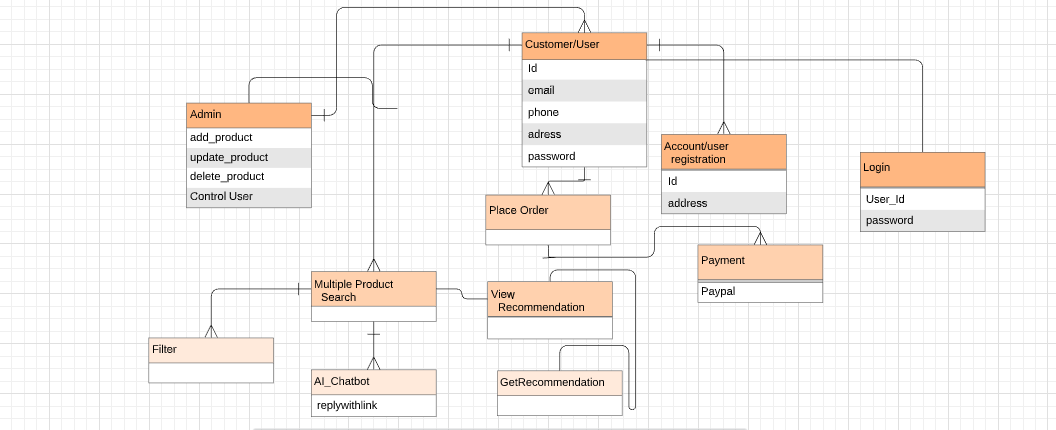 Customer/User
Id
email
phone
adress
password
Admin
add_product
update_product
delete_product
Control User
Account/user
registration
Id
address
Login
User_Id
password
Place Order
Payment
Paypal
Multiple Product
Search
View
Recommendation
Filter
AI_Chatbot
replywithlink
GetRecommendation